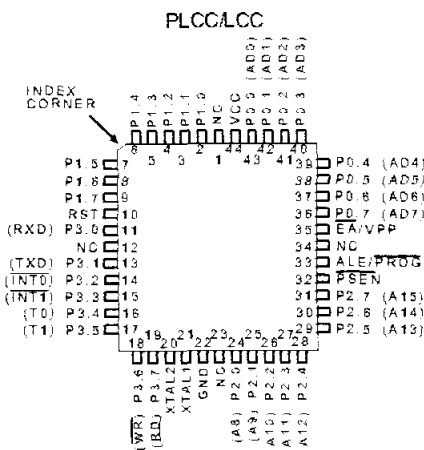 PLCC/LCC
INDEX
CORNER
P1.4
P1.3
P1.2
P1.1
P1.0
NC
VCC
P0.0 (AD0)
P0.1 (AD1)
P0.2 (AD2)
P0.3 (AD3)
6 5 4 3 2 1 44 43 42 41 40
P1.5 7
P1.6 8
P1.7 9
RST 10
(RXD) P3.0 11
NC 12
(TXD) P3.1 13
(INT0) P3.2 14
(INT1) P3.3 15
(T0) P3.4 16
(T1) P3.5 17
39 P0.4 (AD4)
38 P0.5 (AD5)
37 P0.6 (AD6)
36 P0.7 (AD7)
35 EA/VPP
34 NC
33 ALE/PROG
32 PSEN
31 P2.7 (A15)
30 P2.6 (A14)
29 P2.5 (A13)
18 19 20 21 22 23 24 25 26 27 28
(WR) P3.6
(RD) P3.7
XTAL2
XTAL1
GND
NC
(A8) P2.0
(A9) P2.1
(A10) P2.2
(A11) P2.3
(A12) P2.4